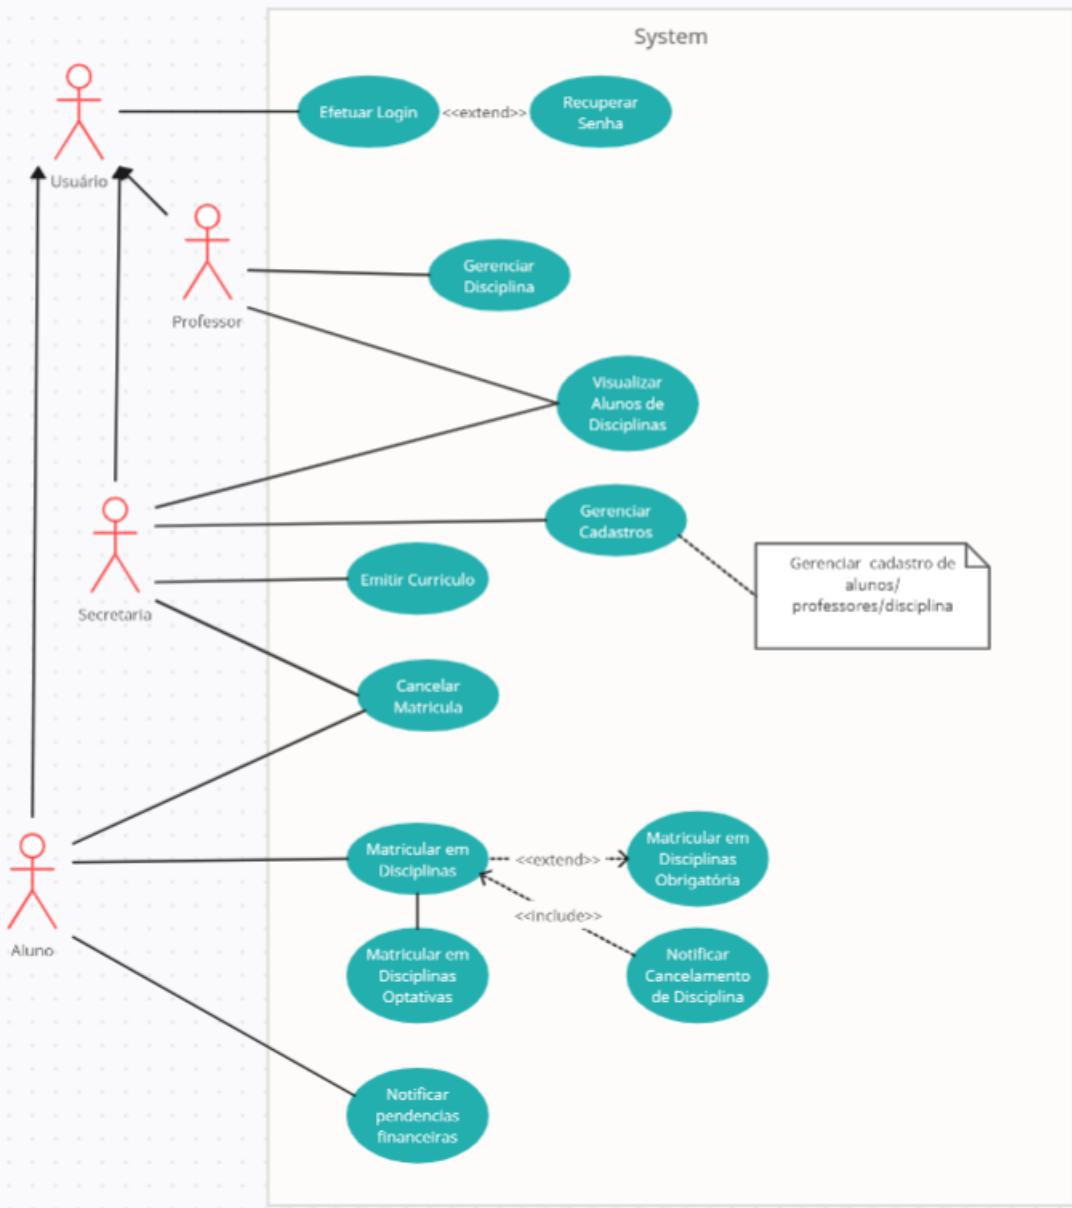 System
Efetuar Login
<<extend>>
Recuperar
Senha
Usuário
Gerenciar
Disciplina
Professor
Visualizar
Alunos de
Disciplinas
Gerenciar
Cadastros
Gerenciar cadastro de
alunos/
professores/disciplina
Emitir Curriculo
Secretaria
Cancelar
Matricula
Matricular em
Disciplinas
<<extend>>
Matricular em
Disciplinas
Obrigatória
<<include>>
Aluno
Matricular em
Disciplinas
Optativas
Notificar
Cancelamento
de Disciplina
Notificar
pendencias
financeiras